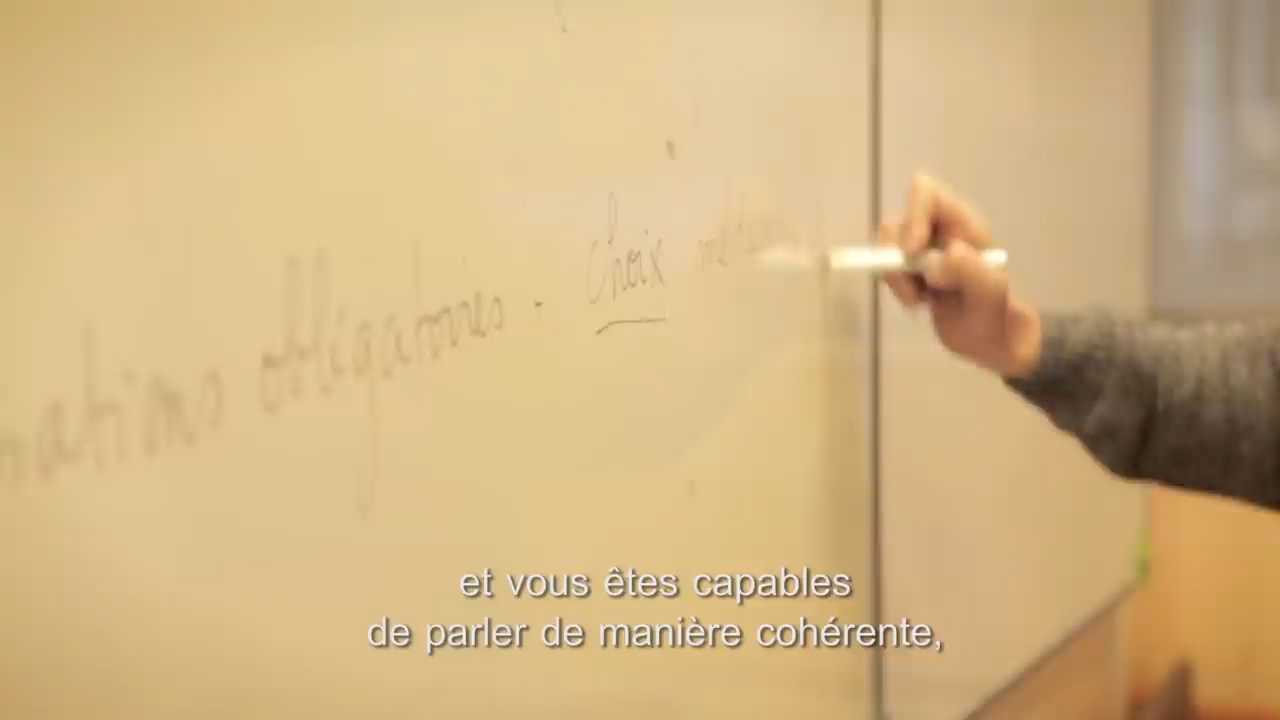 obligatoires. Choix
et vous êtes capables
de parler de manière cohérente,